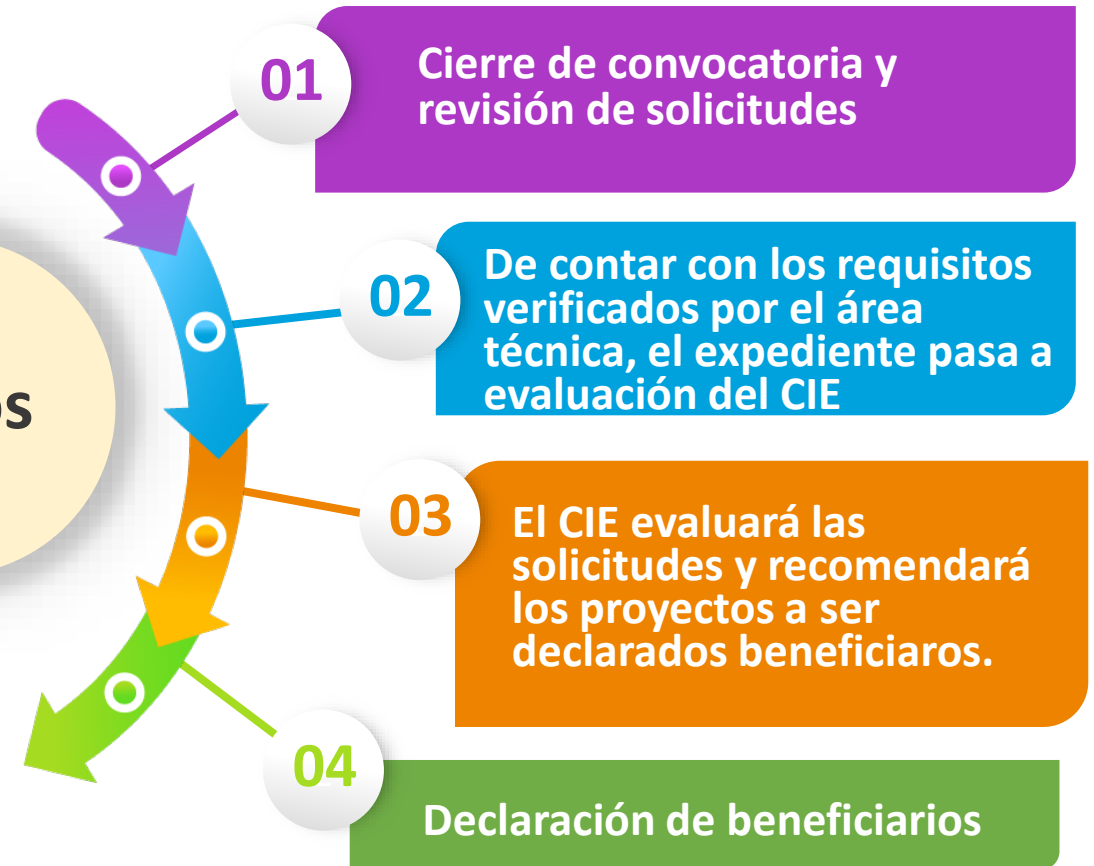 01
Cierre de convocatoria y
revisión de solicitudes
02
De contar con los requisitos
verificados por el área
técnica, el expediente pasa a
evaluación del CIE
03
El CIE evaluará las
solicitudes y recomendará
los proyectos a ser
declarados beneficiaros.
04
Declaración de beneficiarios